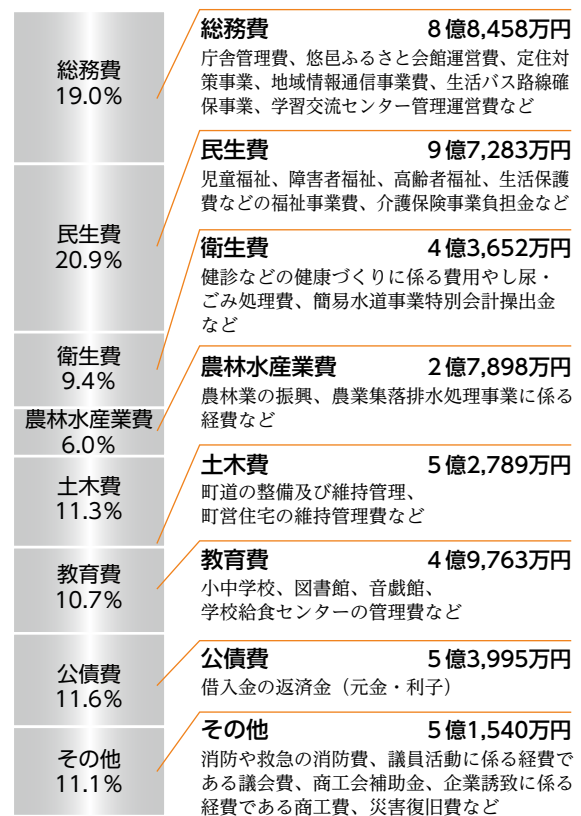 総務費
19.0%
総務費 8億8,458万円
庁舎管理費、悠邑ふるさと会館運営費、定住対
策事業、地域情報通信事業費、生活バス路線確
保事業、学習交流センター管理運営費など
民生費
20.9%
民生費 9億7,283万円
児童福祉、障害者福祉、高齢者福祉、生活保護
費などの福祉事業費、介護保険事業負担金など
衛生費
9.4%
衛生費 4億3,652万円
健診などの健康づくりに係る費用やし尿・
ごみ処理費、簡易水道事業特別会計操出金
など
農林水産業費
6.0%
農林水産業費 2億7,898万円
農林業の振興、農業集落排水処理事業に係る
経費など
土木費
11.3%
土木費 5億2,789万円
町道の整備及び維持管理、
町営住宅の維持管理費など
教育費
10.7%
教育費 4億9,763万円
小中学校、図書館、音戯館、
学校給食センターの管理費など
公債費
11.6%
公債費 5億3,995万円
借入金の返済金（元金・利子）
その他
11.1%
その他 5億1,540万円
消防や救急の消防費、議員活動に係る経費で
ある議会費、商工会補助金、企業誘致に係る
経費である商工費、災害復旧費など